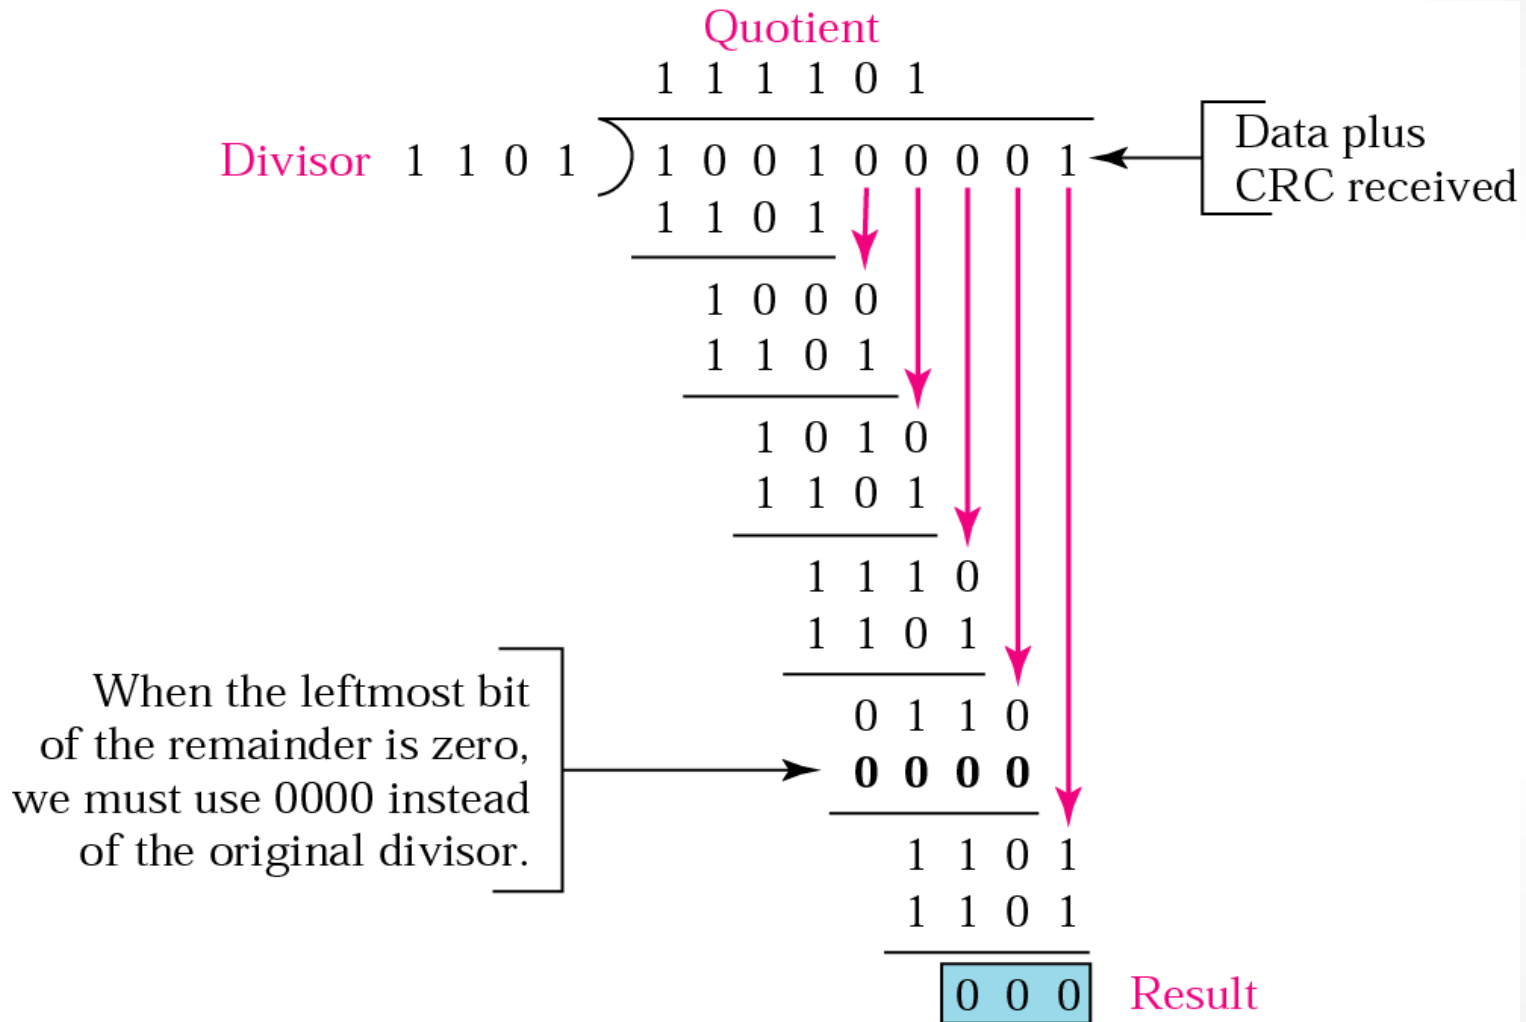 Quotient
1 1 1 1 0 1
Divisor 1 1 0 1 1 0 0 1 0 0 0 0 1
Data plus
CRC received
1 1 0 1
1 0 0 0
1 1 0 1
1 0 1 0
1 1 0 1
1 1 1 0
1 1 0 1
When the leftmost bit
of the remainder is zero,
we must use 0000 instead
of the original divisor.
0 1 1 0
0 0 0 0
1 1 0 1
1 1 0 1
0 0 0 Result